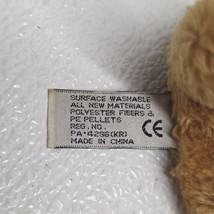 SURFACE WASHABLE
ALL NEW MATERIALS
POLYESTER FIBERS &
PE PELLETS
REG. NO.
PA-4236(KR)
MADE IN CHINA
CE